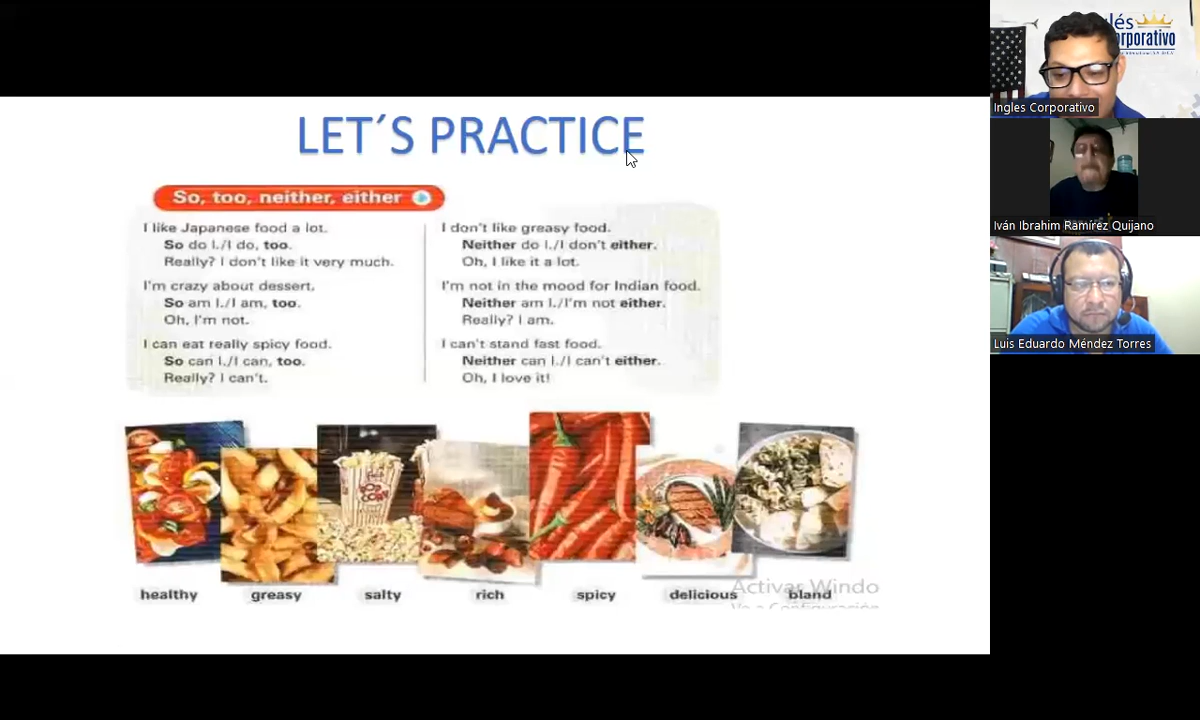 LET´S PRACTICE
So, too, neither, either
I like Japanese food a lot.
So do I./I do, too.
Really? I don't like it very much.
I'm crazy about dessert.
So am I./I am, too.
Oh, I'm not.
I can eat really spicy food.
So can I./I can, too.
Really? I can't.
I don't like greasy food.
Neither do I./I don't either.
Oh, I like it a lot.
I'm not in the mood for Indian food.
Neither am I./I'm not either.
Really? I am.
I can't stand fast food.
Neither can I./I can't either.
Oh, I love it!
POP
CORN
healthy
greasy
salty
rich
spicy
delicious
bland
Activar Windo
Ve a Configuración
Ingles Corporativo
Iván Ibrahim Ramírez Quijano
Luis Eduardo Méndez Torres